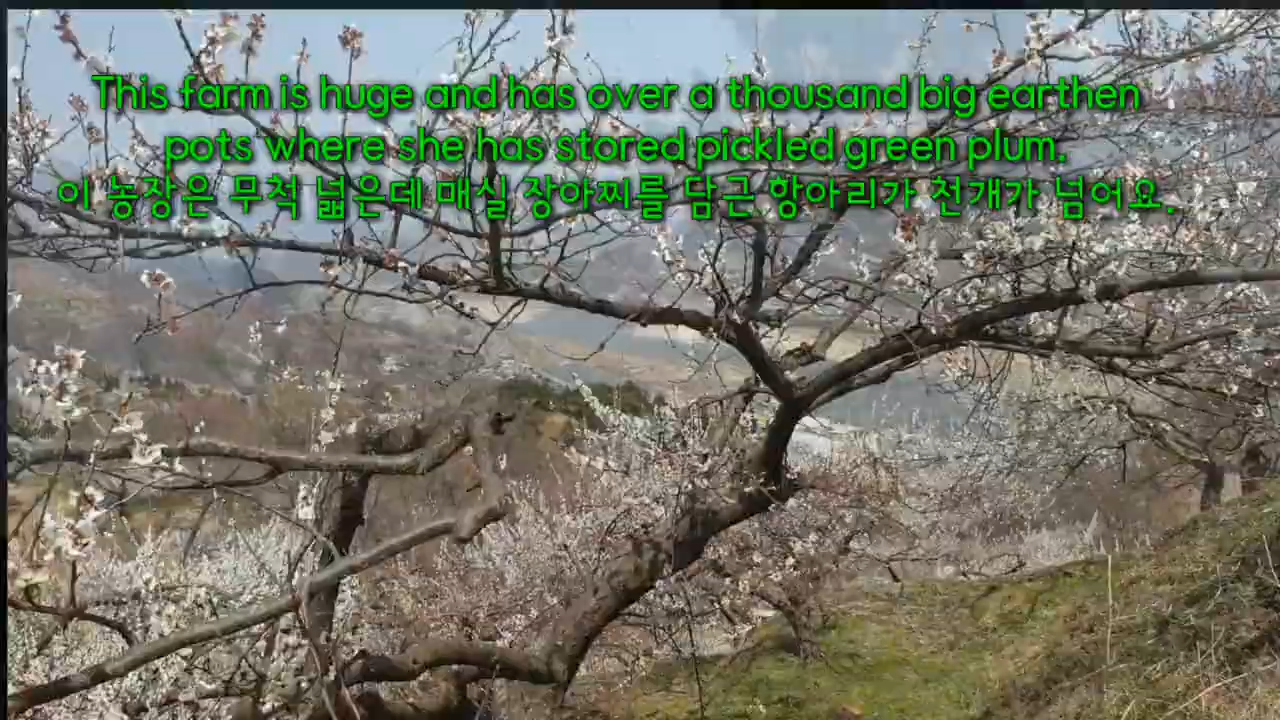 This farm is huge and has over a thousand big earthen
pots where she has stored pickled green plum.
이 농장은 무척 넓은데 매실 장아찌를 담근 항아리가 천개가 넘어요.